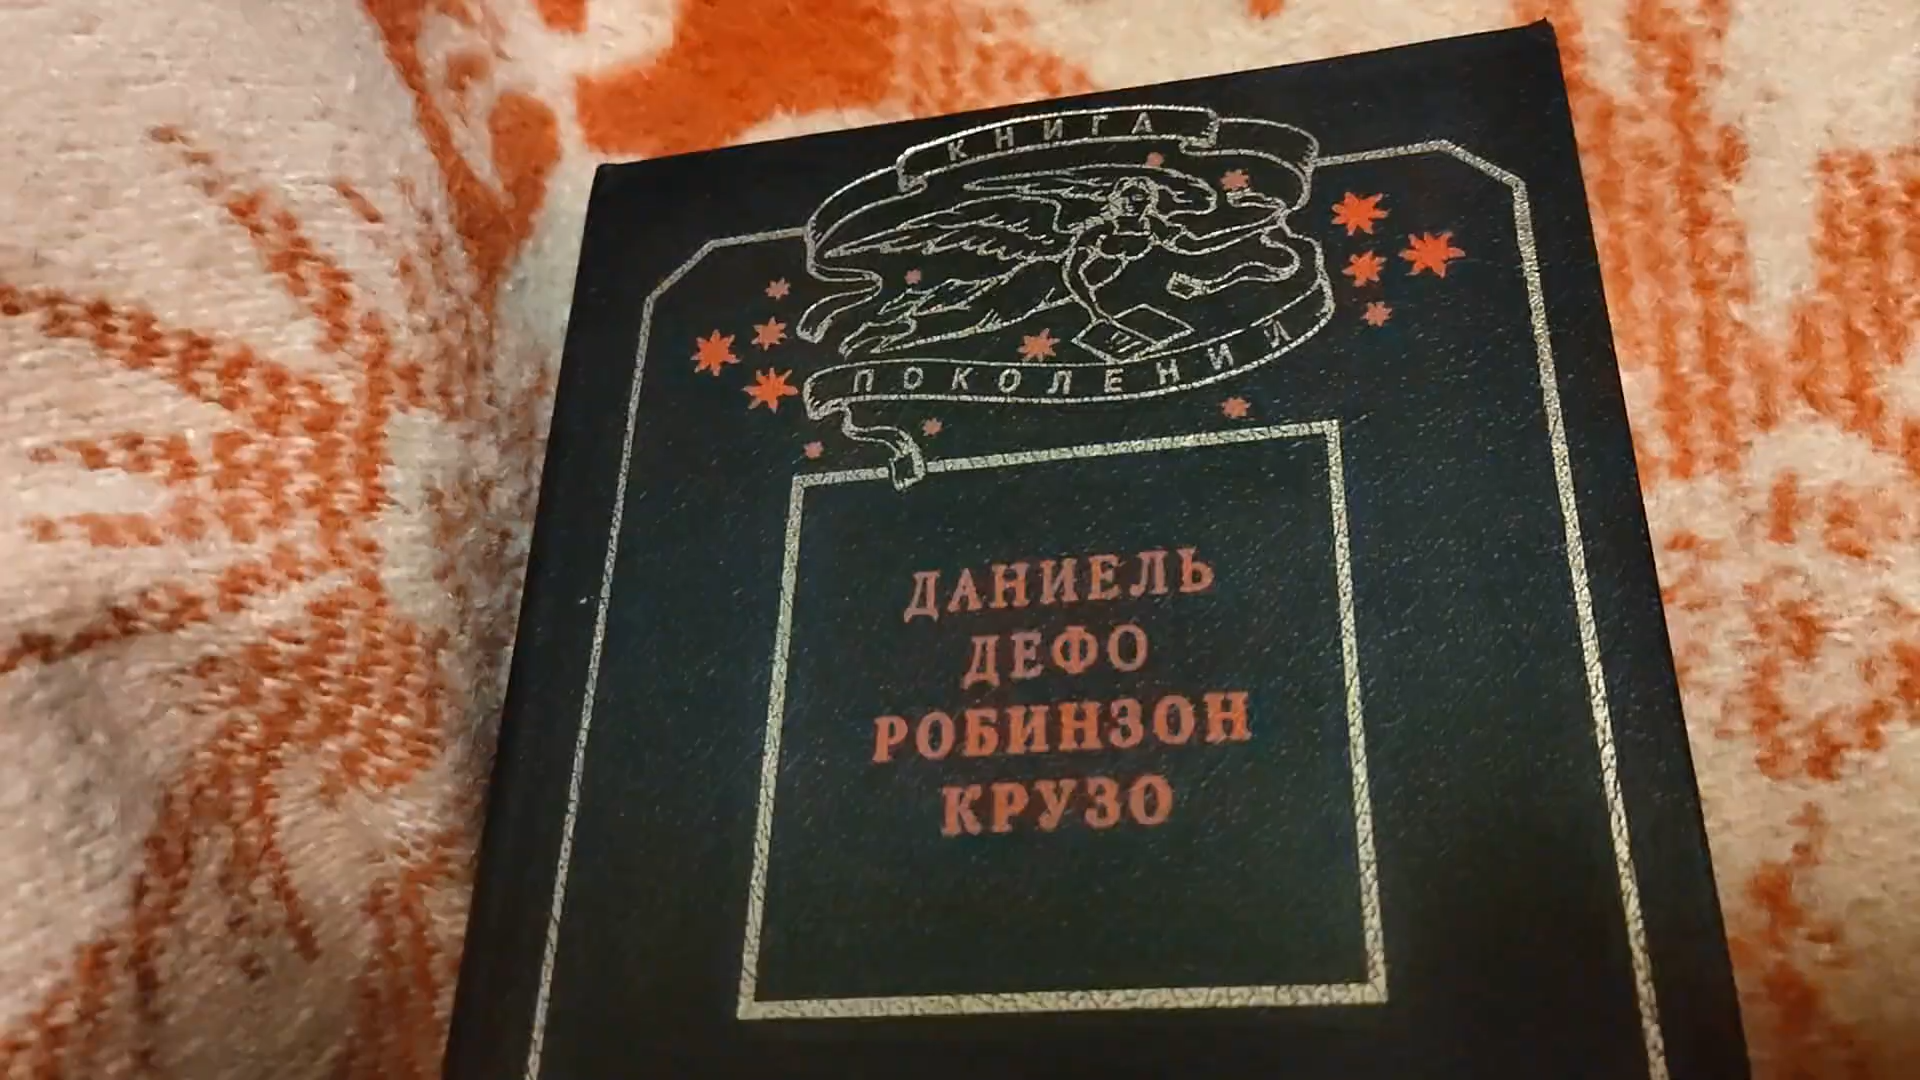 КНИГА
ПОКОЛЕНИЙ
ДАНИЕЛЬ
ДЕФО
РОБИНЗОН
КРУЗО